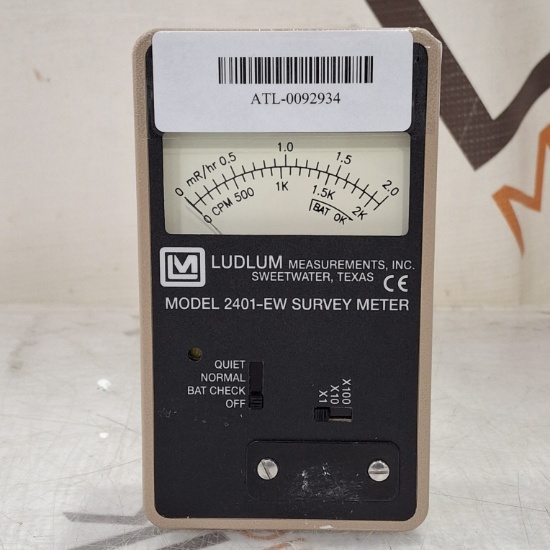 ATL-0092934
0 mR/hr 0.5 1.0 1.5 2.0
0 CPM 500 1K 1.5K 2K
BAT OK
LM LUDLUM MEASUREMENTS, INC.
SWEETWATER, TEXAS CE
MODEL 2401-EW SURVEY METER
QUIET
NORMAL
BAT CHECK
OFF
X100
X10
X1